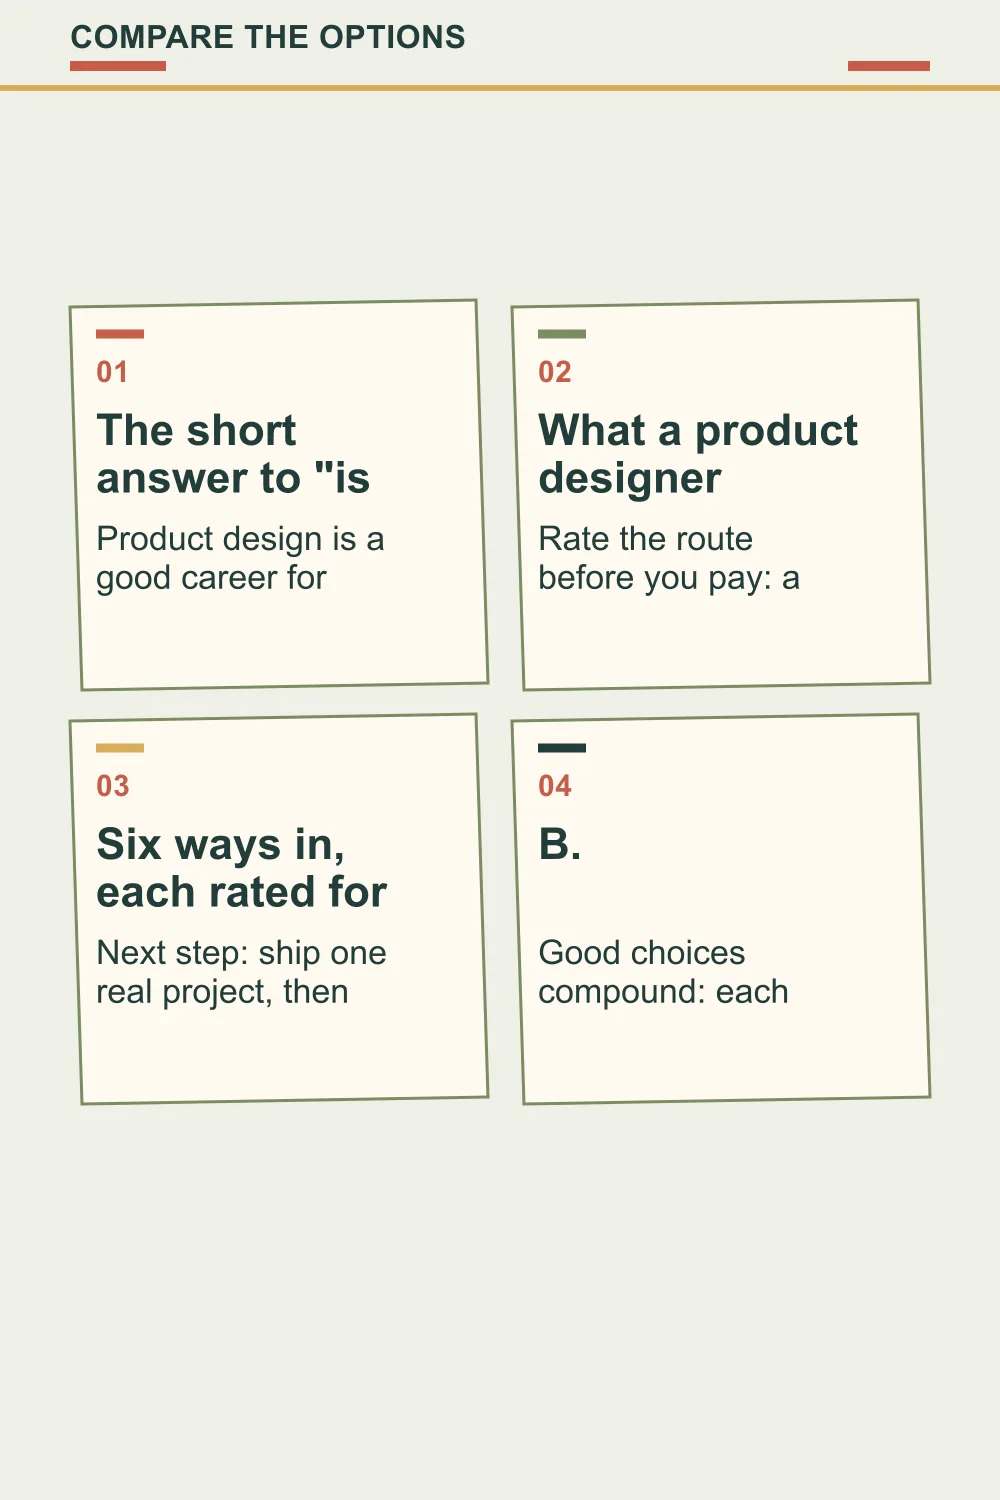 COMPARE THE OPTIONS
01
The short
answer to "is
Product design is a
good career for
02
What a product
designer
Rate the route
before you pay: a
03
Six ways in,
each rated for
Next step: ship one
real project, then
04
B.
Good choices
compound: each